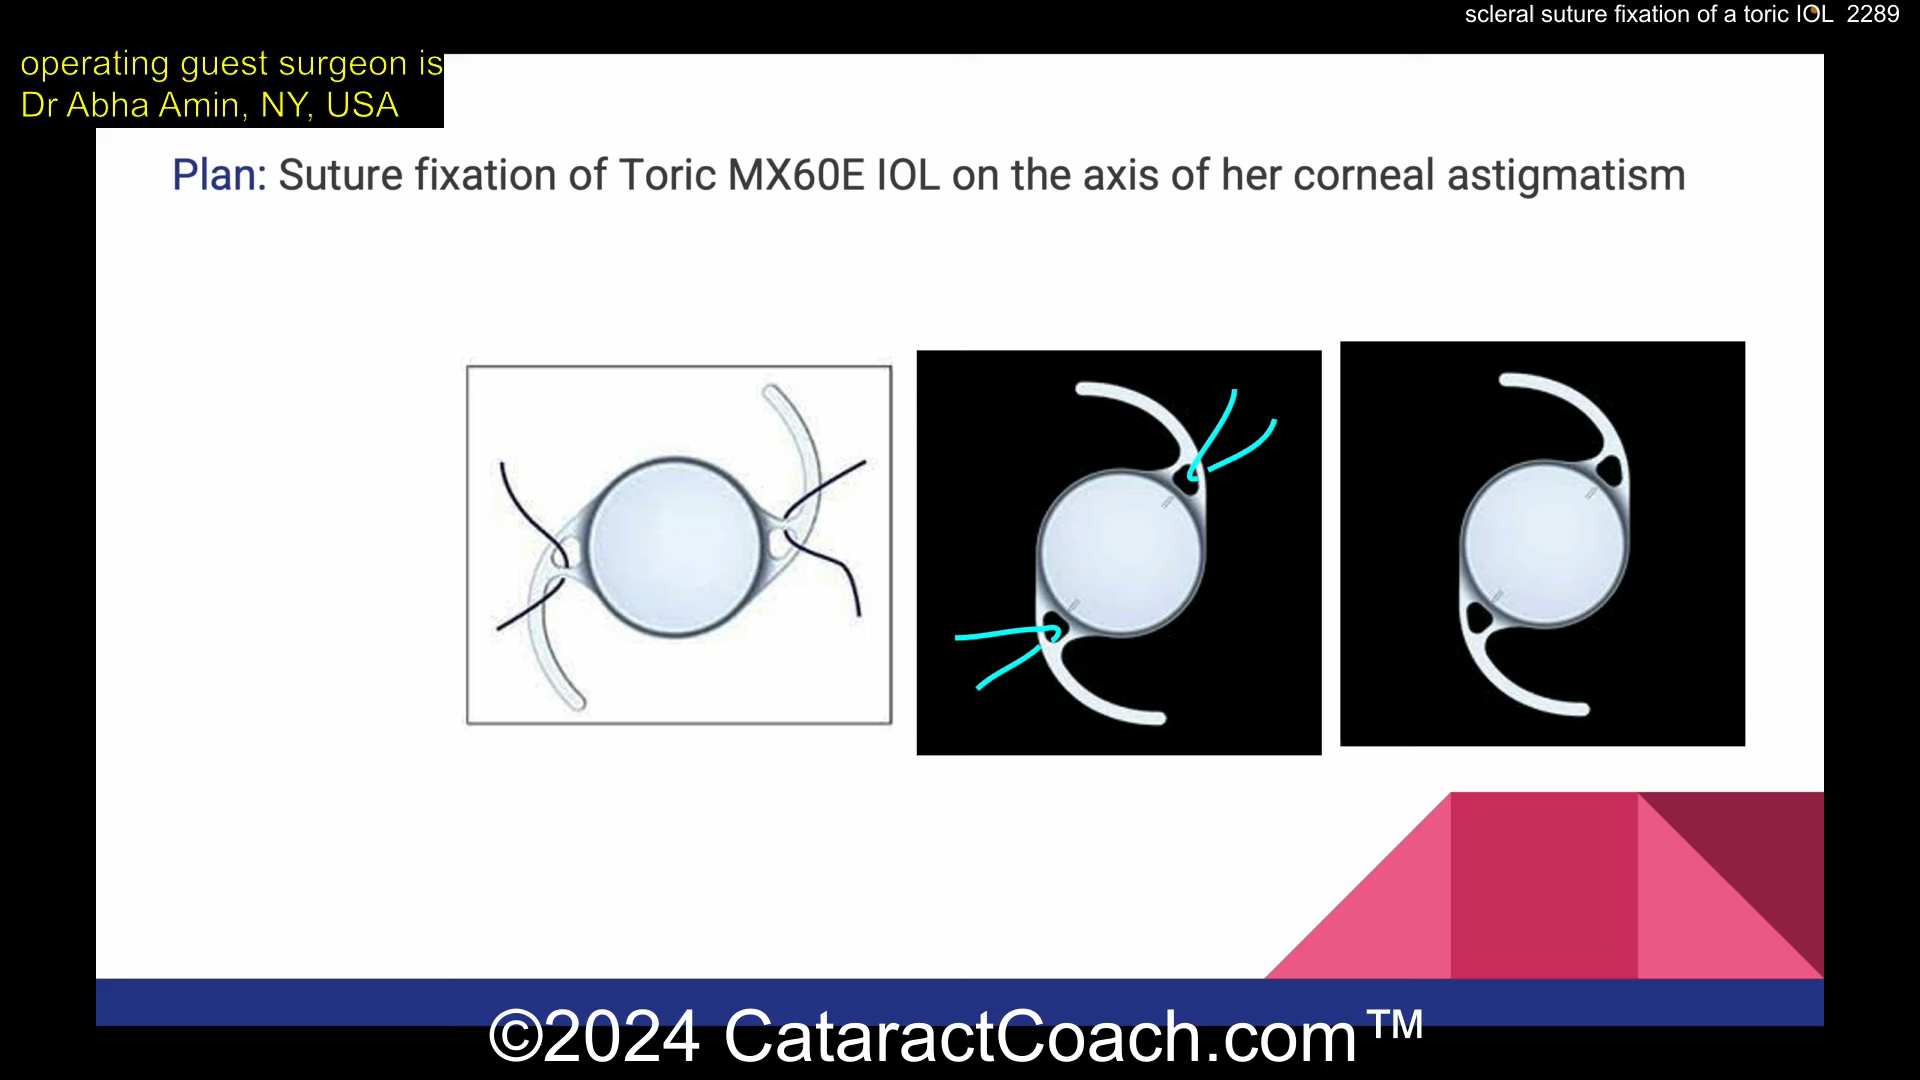 scleral suture fixation of a toric IOL 2289
operating guest surgeon is
Dr Abha Amin, NY, USA
Plan: Suture fixation of Toric MX60E IOL on the axis of her corneal astigmatism
©2024 CataractCoach.com™